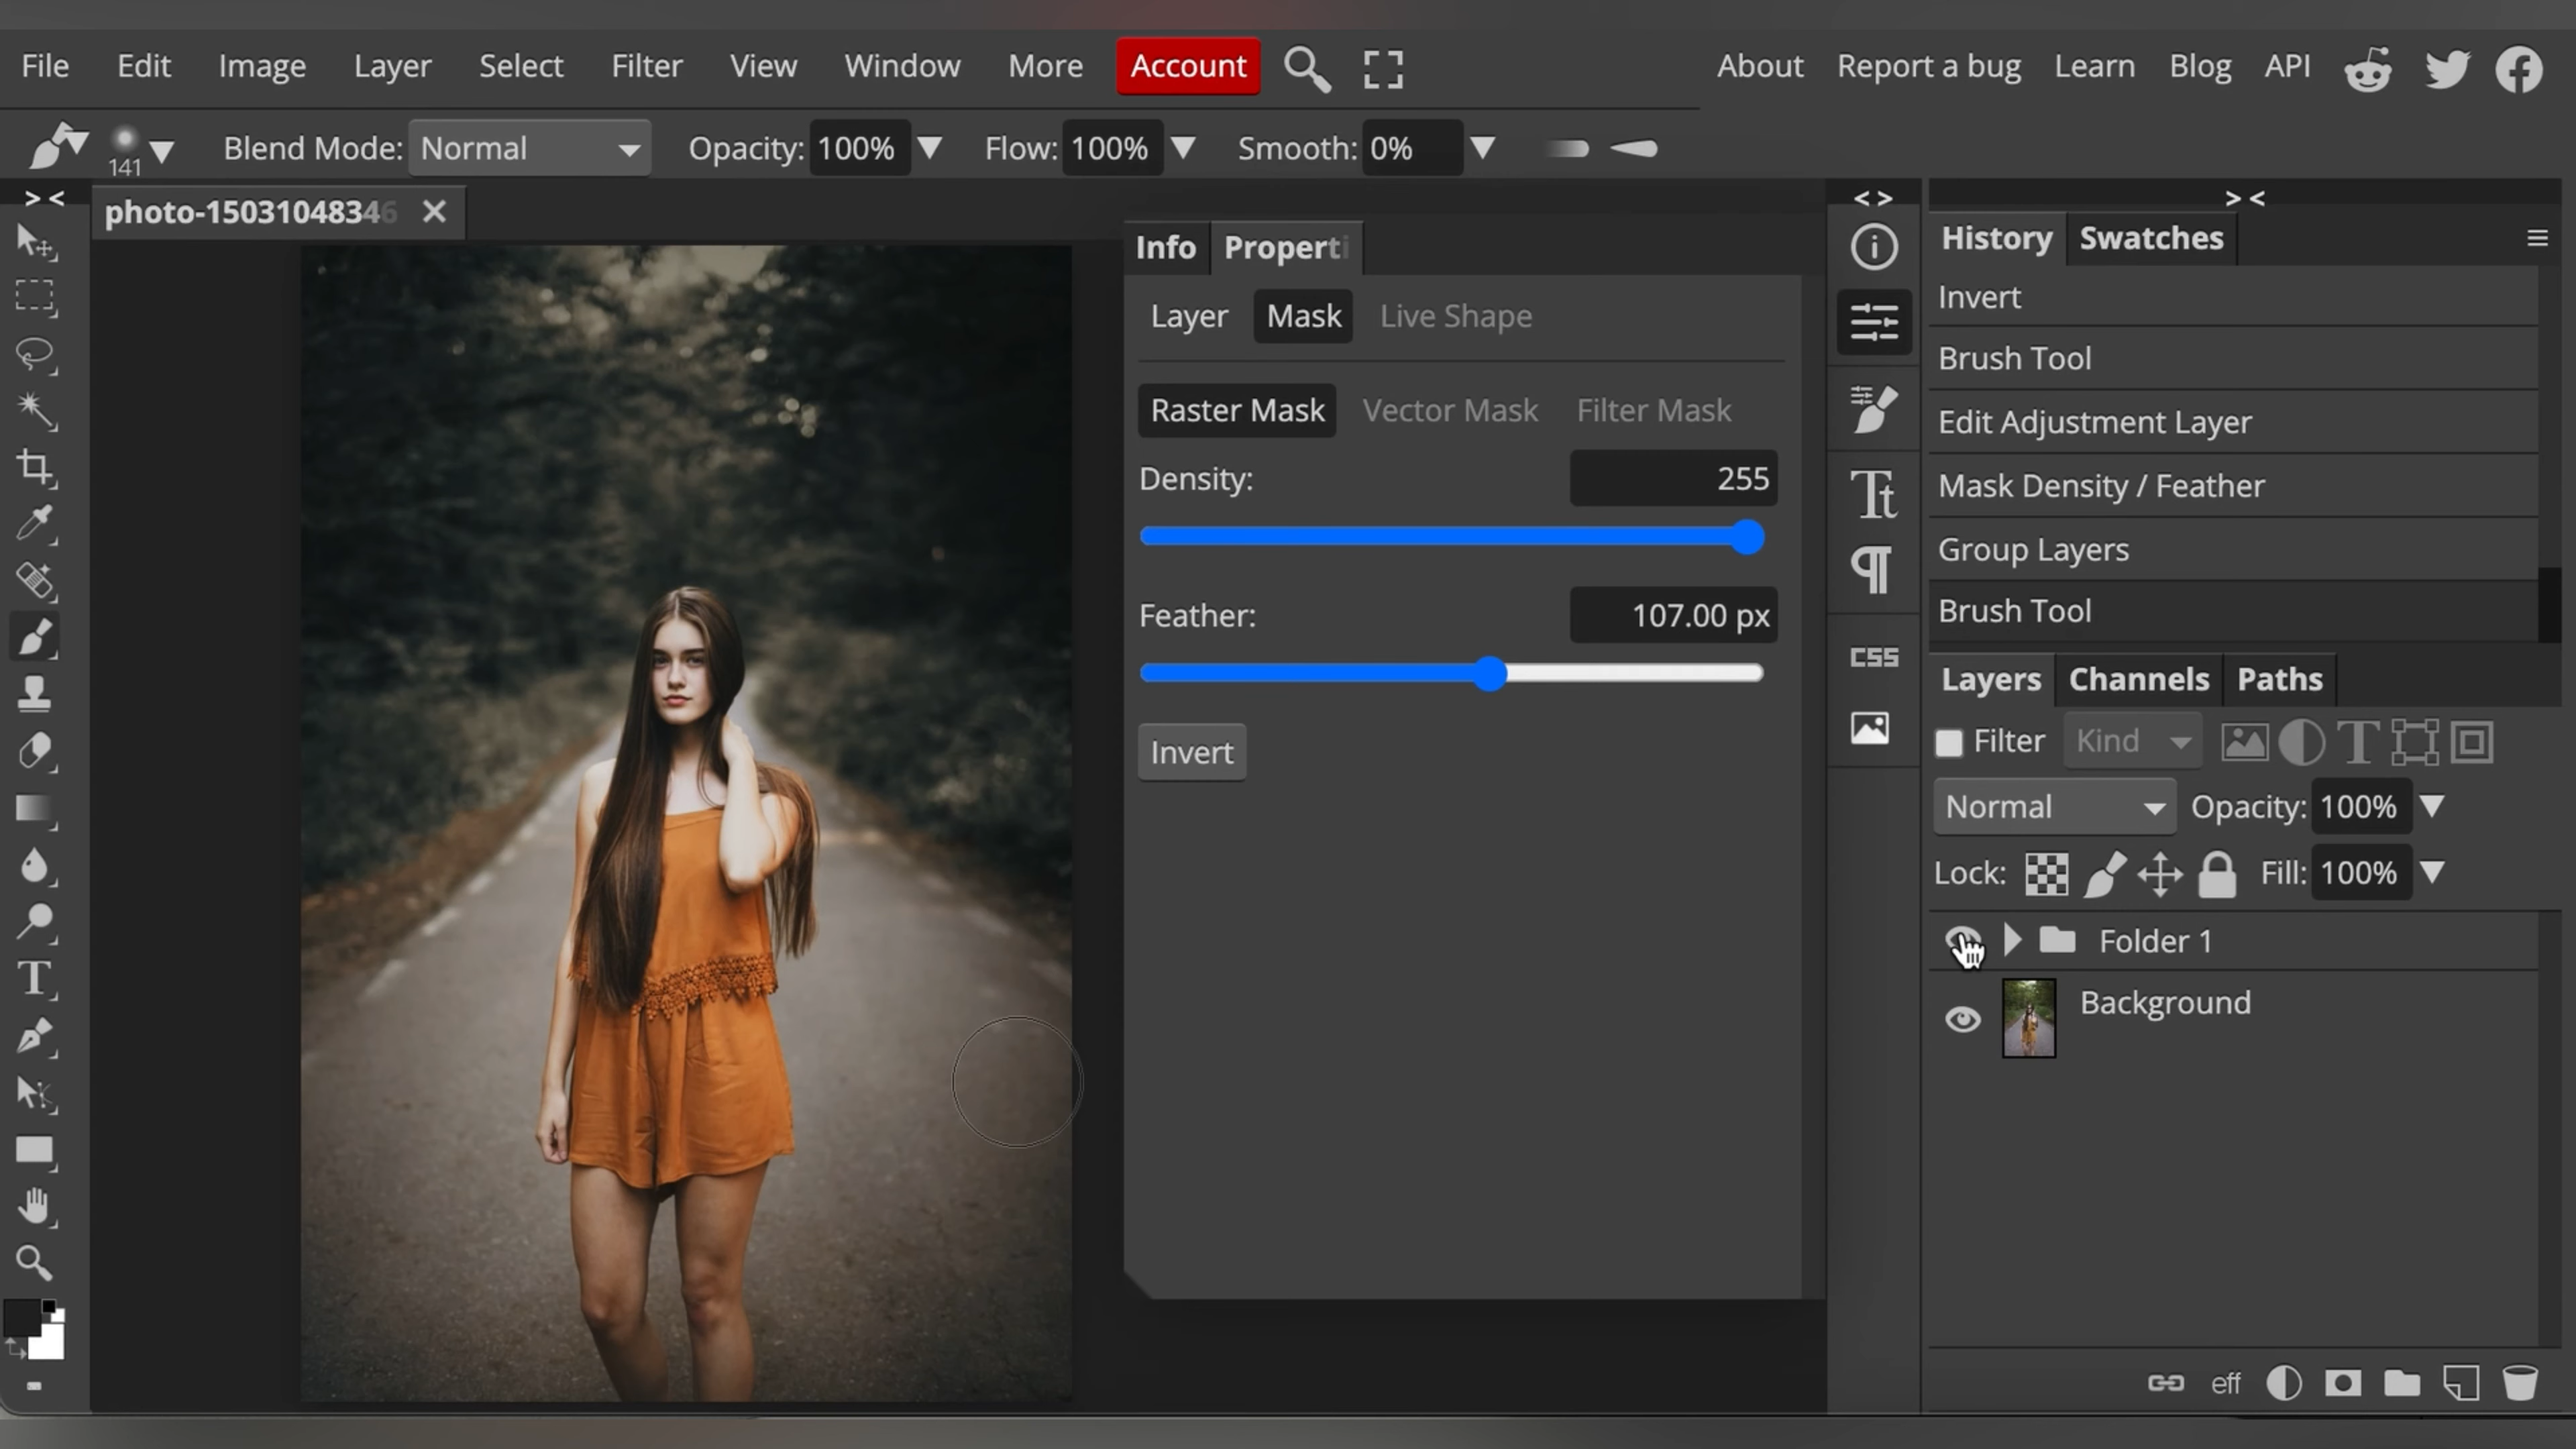 File Edit Image Layer Select Filter View Window More Account About Report a bug Learn Blog API
141 Blend Mode: Normal Opacity: 100% Flow: 100% Smooth: 0%
> < photo-15031048346 ✕ < > > <
Info Properti
History Swatches
Layer Mask Live Shape
Raster Mask Vector Mask Filter Mask
Density: 255
Feather: 107.00 px
Invert
Tt
¶
CSS
Invert
Brush Tool
Edit Adjustment Layer
Mask Density / Feather
Group Layers
Brush Tool
Layers Channels Paths
Filter Kind T
Normal Opacity: 100%
Lock: Fill: 100%
Folder 1
Background
T
eff